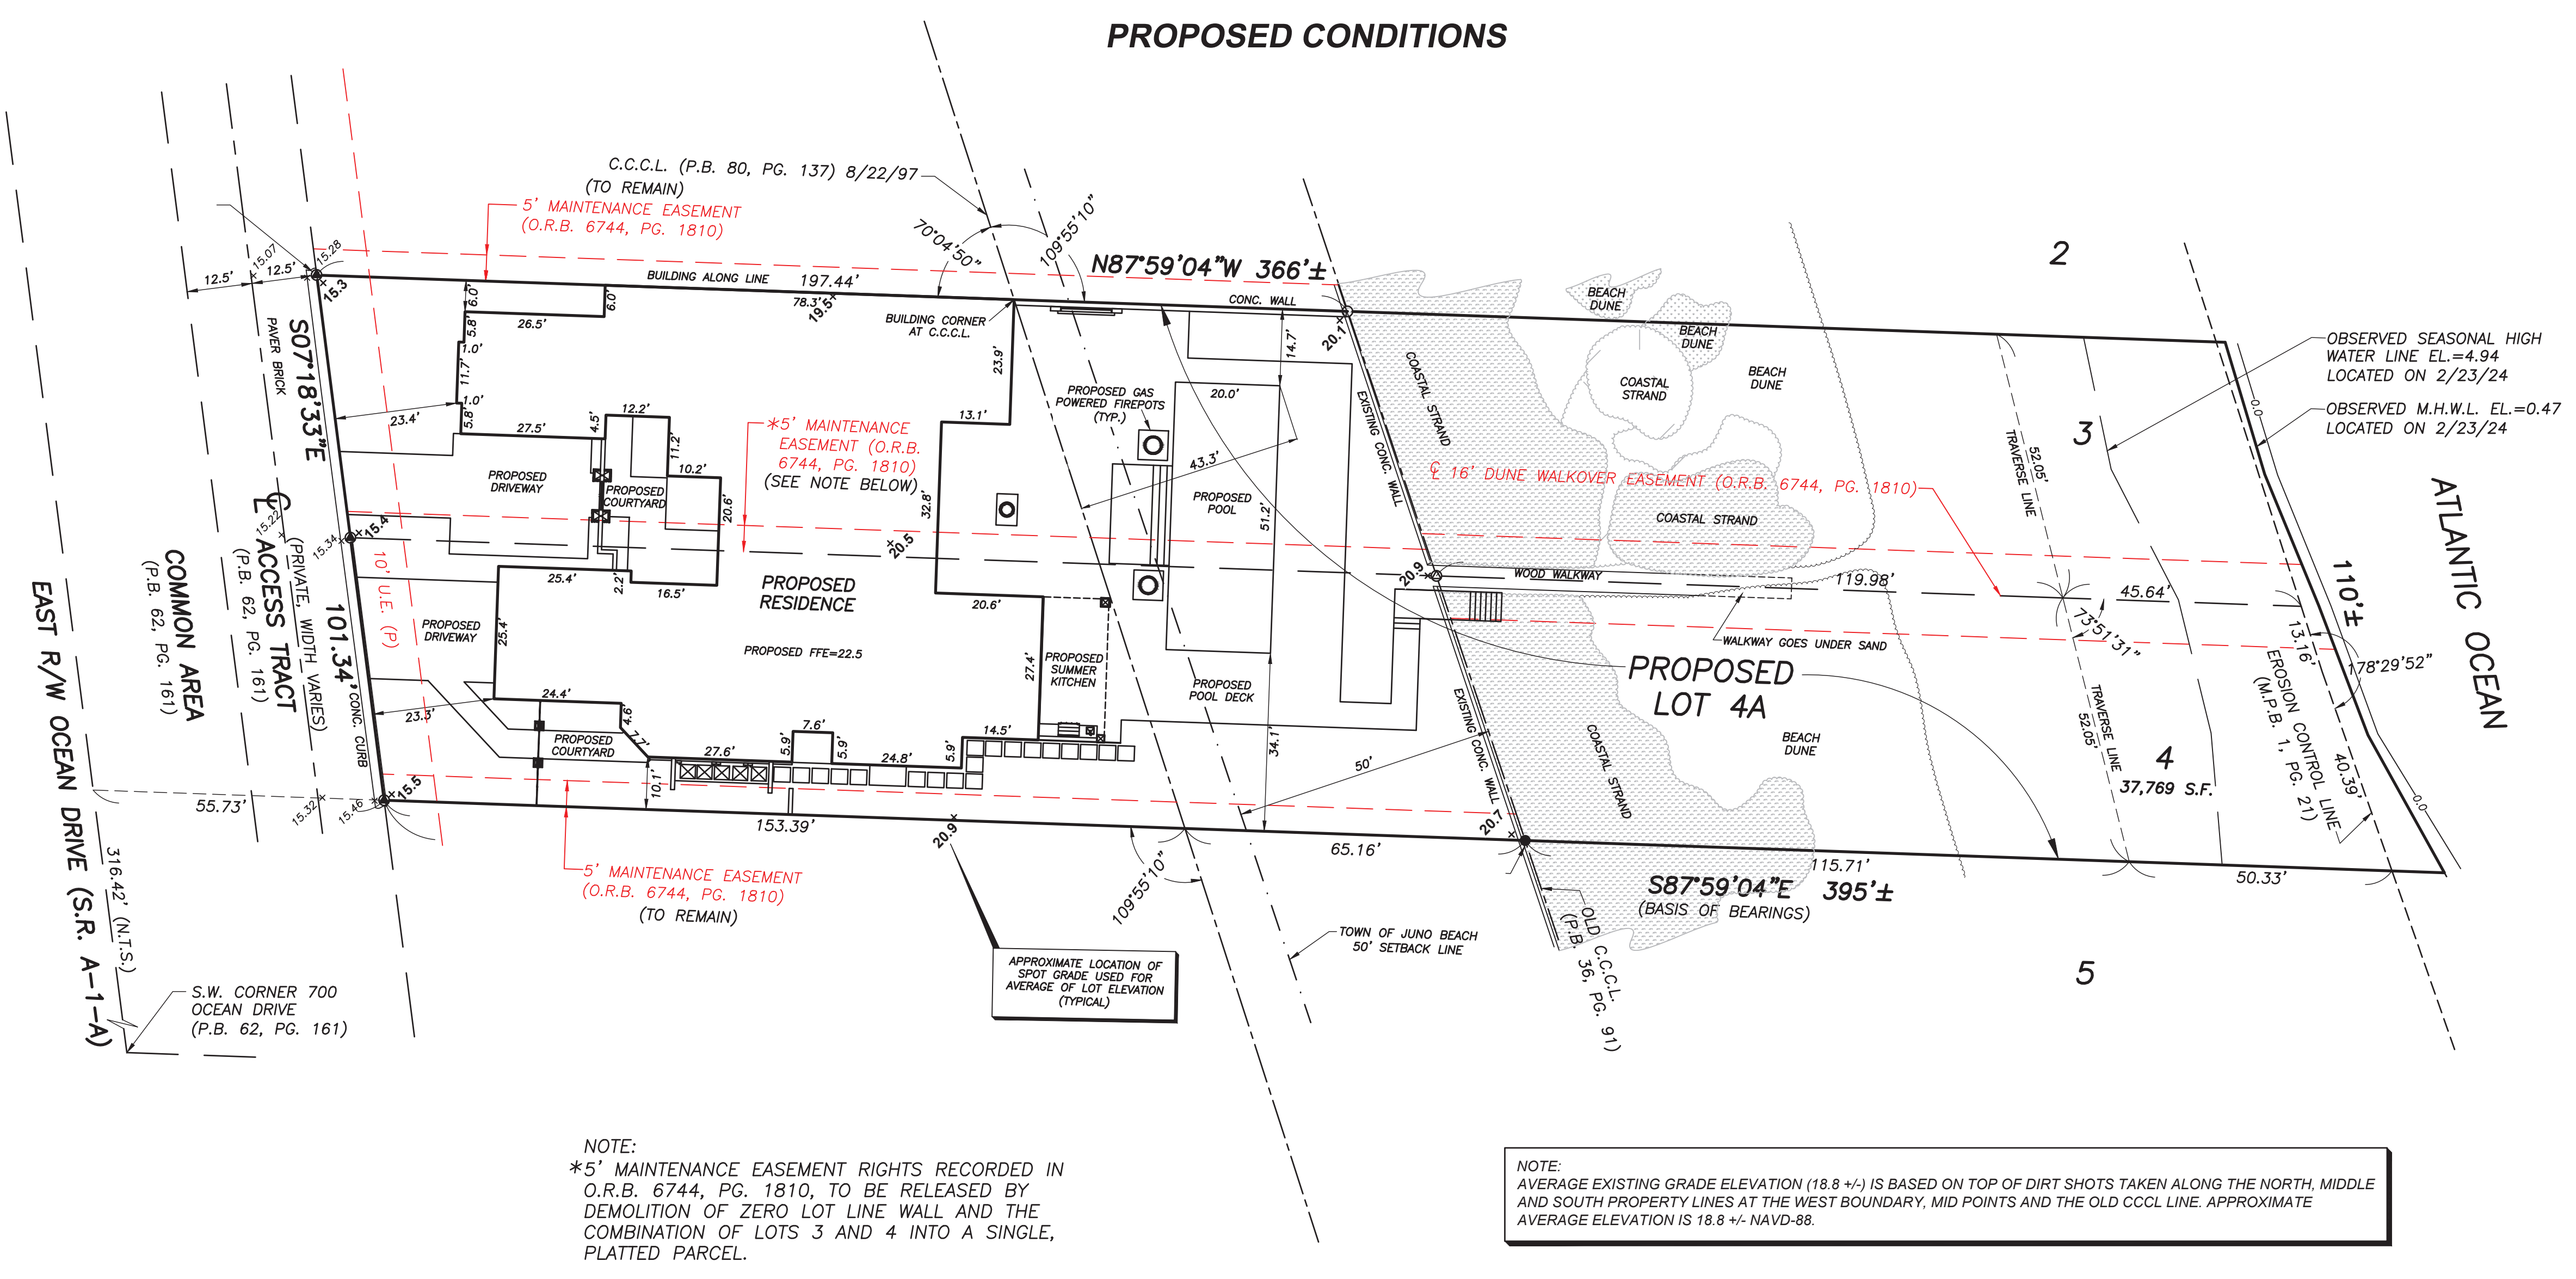 PROPOSED CONDITIONS
C.C.C.L. (P.B. 80, PG. 137) 8/22/97
(TO REMAIN)
5' MAINTENANCE EASEMENT
(O.R.B. 6744, PG. 1810)
70°04'50"
109°55'10"
N87°59'04"W 366'±
12.5'
15.07
12.5'
15.28
15.3
BUILDING ALONG LINE 197.44'
78.3'
19.5
BUILDING CORNER
AT C.C.C.L.
CONC. WALL
20.1
6.0'
6.0'
5.8'
26.5'
1.0'
11.7'
1.0'
5.8'
23.4'
27.5'
4.5'
12.2'
11.2'
10.2'
20.6'
23.9'
13.1'
32.8'
14.7'
20.0'
43.3'
51.2'
PAVER BRICK
S07°18'33"E
101.34'
CONC. CURB
PROPOSED
DRIVEWAY
PROPOSED
COURTYARD
*5' MAINTENANCE
EASEMENT (O.R.B.
6744, PG. 1810)
(SEE NOTE BELOW)
PROPOSED GAS
POWERED FIREPOTS
(TYP.)
PROPOSED
POOL
EXISTING CONC. WALL
COASTAL STRAND
BEACH
DUNE
BEACH
DUNE
COASTAL
STRAND
BEACH
DUNE
COASTAL STRAND
℄ 16' DUNE WALKOVER EASEMENT (O.R.B. 6744, PG. 1810)
2
3
OBSERVED SEASONAL HIGH
WATER LINE EL.=4.94
LOCATED ON 2/23/24
OBSERVED M.H.W.L. EL.=0.47
LOCATED ON 2/23/24
0.0
52.05'
TRAVERSE LINE
ATLANTIC OCEAN
110'±
℄ ACCESS TRACT
(P.B. 62, PG. 161)
(PRIVATE, WIDTH VARIES)
15.22
15.34
15.4
10' U.E. (P)
COMMON AREA
(P.B. 62, PG. 161)
EAST R/W OCEAN DRIVE (S.R. A-1-A)
20.5
20.9
25.4'
2.2'
16.5'
PROPOSED
RESIDENCE
PROPOSED FFE=22.5
20.6'
27.4'
PROPOSED
DRIVEWAY
25.4'
24.4'
23.3'
4.6'
7.7'
PROPOSED
COURTYARD
27.6'
5.9'
7.6'
5.9'
24.8'
5.9'
14.5'
10.1'
PROPOSED
SUMMER
KITCHEN
PROPOSED
POOL DECK
34.1'
50'
EXISTING CONC. WALL
20.7
WOOD WALKWAY
119.98'
WALKWAY GOES UNDER SAND
PROPOSED
LOT 4A
COASTAL STRAND
BEACH
DUNE
45.64'
73°51'31"
13.16'
178°29'52"
EROSION CONTROL LINE
(M.P.B. 1, PG. 21)
40.39'
TRAVERSE LINE
52.05'
4
37,769 S.F.
0.0
55.73'
15.32
15.46
15.5
153.39'
20.9
109°55'10"
65.16'
115.71'
S87°59'04"E 395'±
(BASIS OF BEARINGS)
50.33'
5
316.42' (N.T.S.)
5' MAINTENANCE EASEMENT
(O.R.B. 6744, PG. 1810)
(TO REMAIN)
APPROXIMATE LOCATION OF
SPOT GRADE USED FOR
AVERAGE OF LOT ELEVATION
(TYPICAL)
TOWN OF JUNO BEACH
50' SETBACK LINE
OLD C.C.C.L.
(P.B. 36, PG. 91)
S.W. CORNER 700
OCEAN DRIVE
(P.B. 62, PG. 161)
NOTE:
*5' MAINTENANCE EASEMENT RIGHTS RECORDED IN
O.R.B. 6744, PG. 1810, TO BE RELEASED BY
DEMOLITION OF ZERO LOT LINE WALL AND THE
COMBINATION OF LOTS 3 AND 4 INTO A SINGLE,
PLATTED PARCEL.
NOTE:
AVERAGE EXISTING GRADE ELEVATION (18.8 +/-) IS BASED ON TOP OF DIRT SHOTS TAKEN ALONG THE NORTH, MIDDLE
AND SOUTH PROPERTY LINES AT THE WEST BOUNDARY, MID POINTS AND THE OLD CCCL LINE. APPROXIMATE
AVERAGE ELEVATION IS 18.8 +/- NAVD-88.